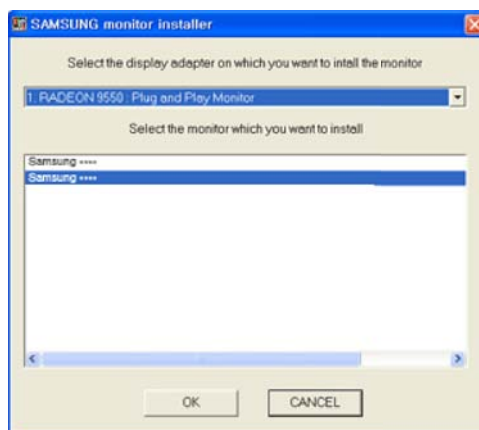 SAMSUNG monitor installer
Select the display adapter on which you want to intall the monitor
1: RADEON 9550 : Plug and Play Monitor
Select the monitor which you want to install
Samsung ••••
Samsung ••••
OK
CANCEL